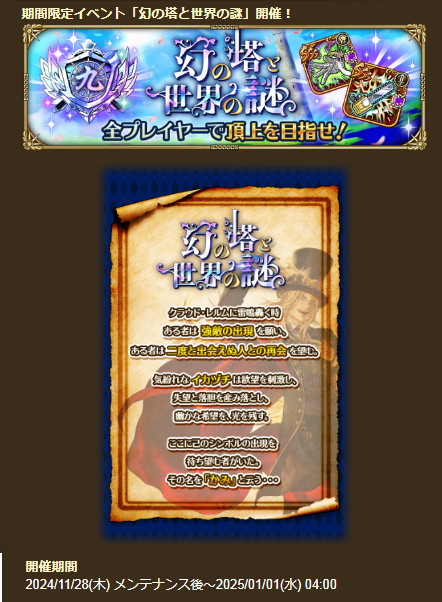 期間限定イベント「幻の塔と世界の謎」開催！
九
幻の塔と
世界の謎
全プレイヤーで頂上を目指せ！
幻の塔と
世界の謎
クラウド・レルムに雷鳴轟く時
ある者は 強敵の出現 を願い、
ある者は 二度と出会えぬ人との再会 を望む。
気紛れな イカヅチ は欲望を刺激し、
失望と落胆を産み落とし、
幽かな希望を、光を残す。
ここに己のシンボルの出現を
待ち望む者がいた。
その名を 「かみ」 と云う・・・
開催期間
2024/11/28(木) メンテナンス後～2025/01/01(水) 04:00